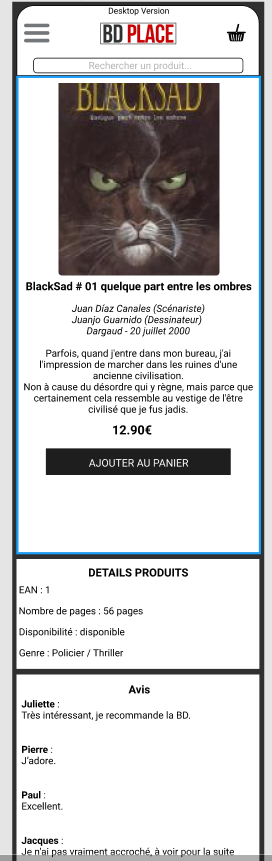 Desktop Version
BD PLACE
Rechercher un produit...
BLACKSAD
Quelque part entre les ombres
BlackSad # 01 quelque part entre les ombres
Juan Díaz Canales (Scénariste)
Juanjo Guarnido (Dessinateur)
Dargaud - 20 juillet 2000
Parfois, quand j'entre dans mon bureau, j'ai
l'impression de marcher dans les ruines d'une
ancienne civilisation.
Non à cause du désordre qui y règne, mais parce que
certainement cela ressemble au vestige de l'être
civilisé que je fus jadis.
12.90€
AJOUTER AU PANIER
DETAILS PRODUITS
EAN : 1
Nombre de pages : 56 pages
Disponibilité : disponible
Genre : Policier / Thriller
Avis
Juliette :
Très intéressant, je recommande la BD.
Pierre :
J'adore.
Paul :
Excellent.
Jacques :
Je n'ai pas vraiment accroché, à voir pour la suite